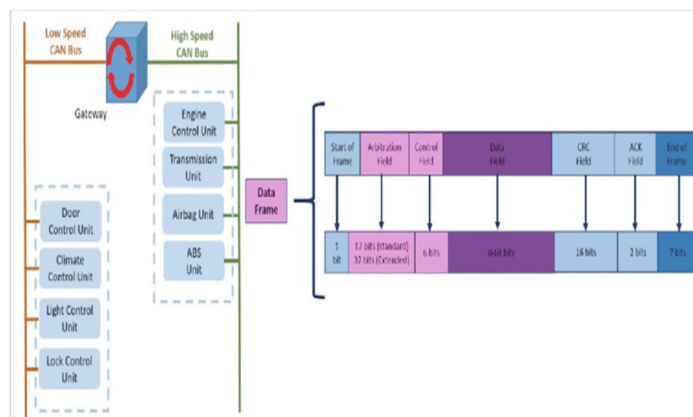 Low Speed
CAN Bus
High Speed
CAN Bus
Gateway
Engine
Control Unit
Transmission
Unit
Airbag Unit
ABS
Unit
Door
Control Unit
Climate
Control Unit
Light Control
Unit
Lock Control
Unit
Data
Frame
Start of
Frame
Arbitration
Field
Control
Field
Data
Field
CRC
Field
ACK
Field
End of
Frame
1
bit
12 bits (standard)
32 bits (Extended)
6 bits
0-64 bits
16 bits
2 bits
7 bits